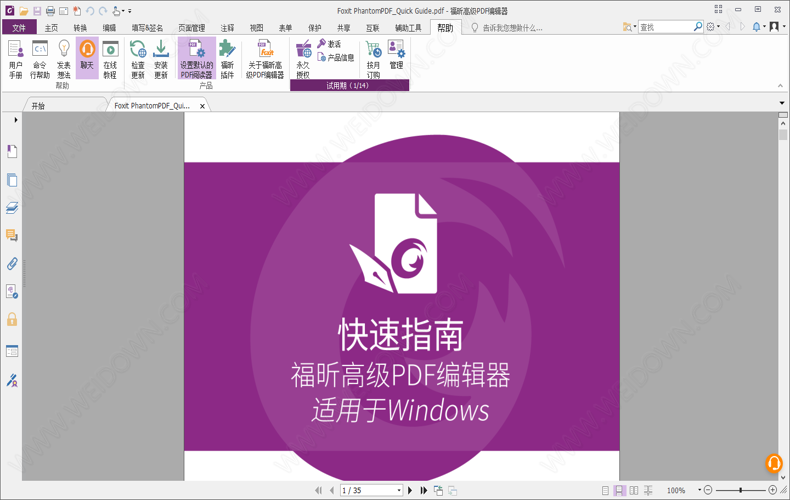 Foxit PhantomPDF_Quick Guide.pdf - 福昕高级PDF编辑器
文件 主页 转换 编辑 填写&签名 页面管理 注释 视图 表单 保护 共享 互联 辅助工具 帮助 告诉我您想做什么... 查找
用户手册 命令行帮助 发表想法 聊天 在线教程 检查更新 安装更新 设置默认的PDF阅读器 福昕插件 关于福昕高级PDF编辑器 永久授权 激活 产品信息 按月订购 管理
帮助 产品 试用期（1/14）
开始 Foxit PhantomPDF_Qui...
快速指南
福昕高级PDF编辑器
适用于Windows
1 / 35 100%
WWW.WEIDOWN.COM